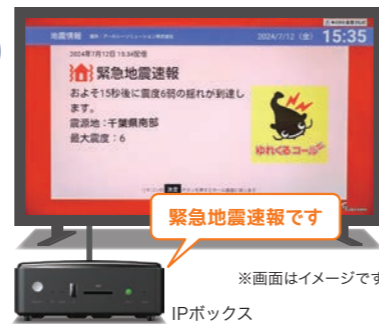 地震情報
2024/7/12（金） 15:35
2024年7月12日 15:34配信
緊急地震速報
およそ15秒後に震度6弱の揺れが到達し
ます。
震源地：千葉県南部
最大震度：6
ゆれくるコール
決定
緊急地震速報です
※画面はイメージです
IPボックス